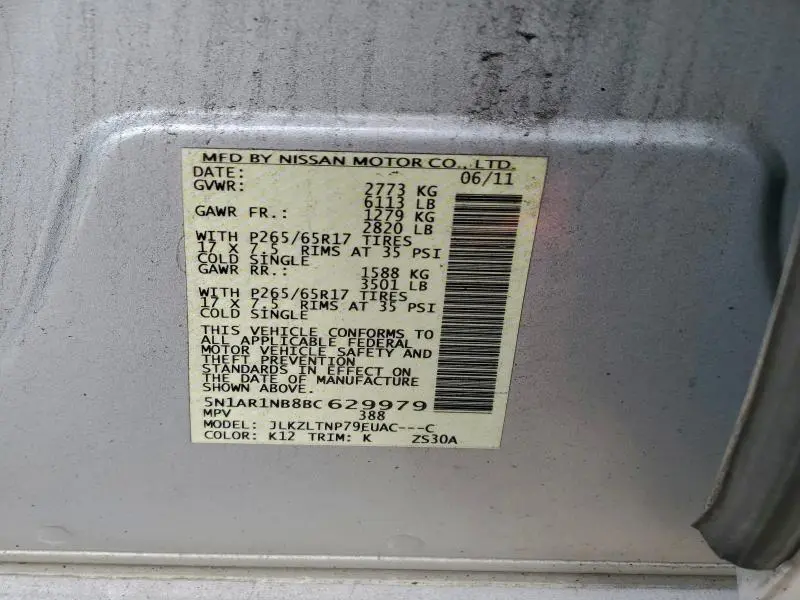 MFD BY NISSAN MOTOR CO., LTD.
DATE: 06/11
GVWR: 2773 KG
6113 LB
GAWR FR.: 1279 KG
2820 LB
WITH P265/65R17 TIRES
17 X 7.5 RIMS AT 35 PSI
COLD SINGLE
GAWR RR.: 1588 KG
3501 LB
WITH P265/65R17 TIRES
17 X 7.5 RIMS AT 35 PSI
COLD SINGLE
THIS VEHICLE CONFORMS TO
ALL APPLICABLE FEDERAL
MOTOR VEHICLE SAFETY AND
THEFT PREVENTION
STANDARDS IN EFFECT ON
THE DATE OF MANUFACTURE
SHOWN ABOVE.
5N1AR1NB8BC629979
MPV 388
MODEL: JLKZLTNP79EUAC---C
COLOR: K12 TRIM: K ZS30A